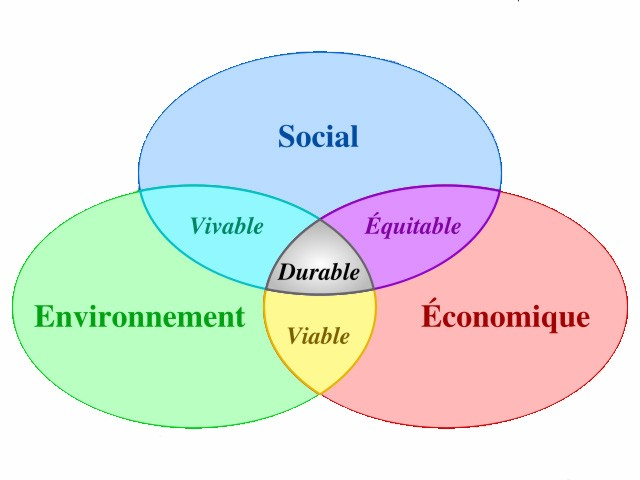 Social
Vivable
Équitable
Durable
Environnement
Économique
Viable